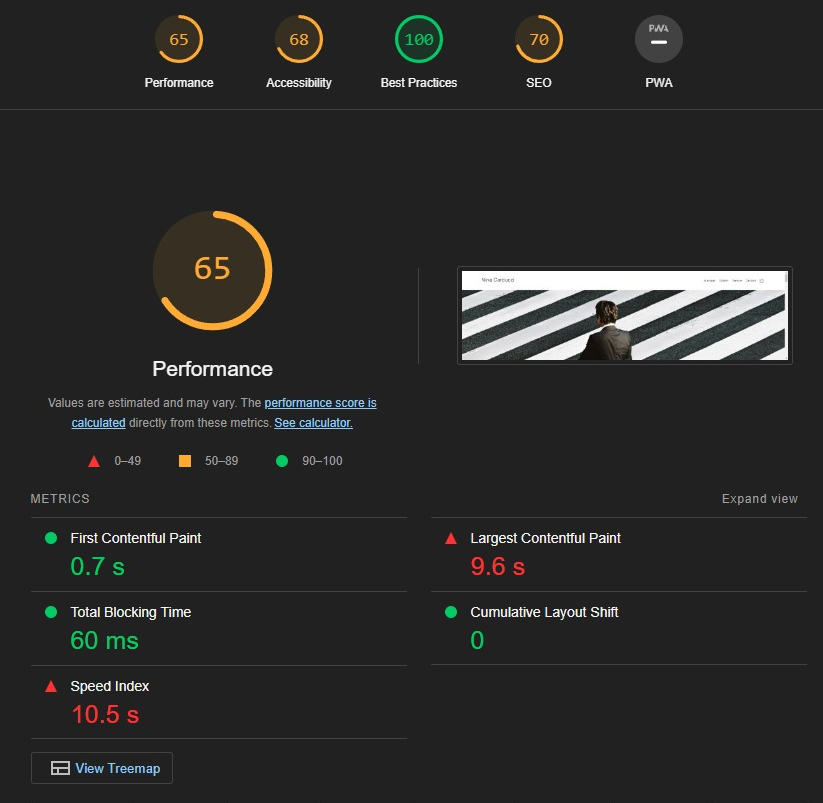 65 68 100 70 PWA
Performance Accessibility Best Practices SEO PWA
65
Nina Carducci
Performance
Values are estimated and may vary. The performance score is
calculated directly from these metrics. See calculator.
0–49 50–89 90–100
METRICS Expand view
First Contentful Paint
0.7 s
Largest Contentful Paint
9.6 s
Total Blocking Time
60 ms
Cumulative Layout Shift
0
Speed Index
10.5 s
View Treemap